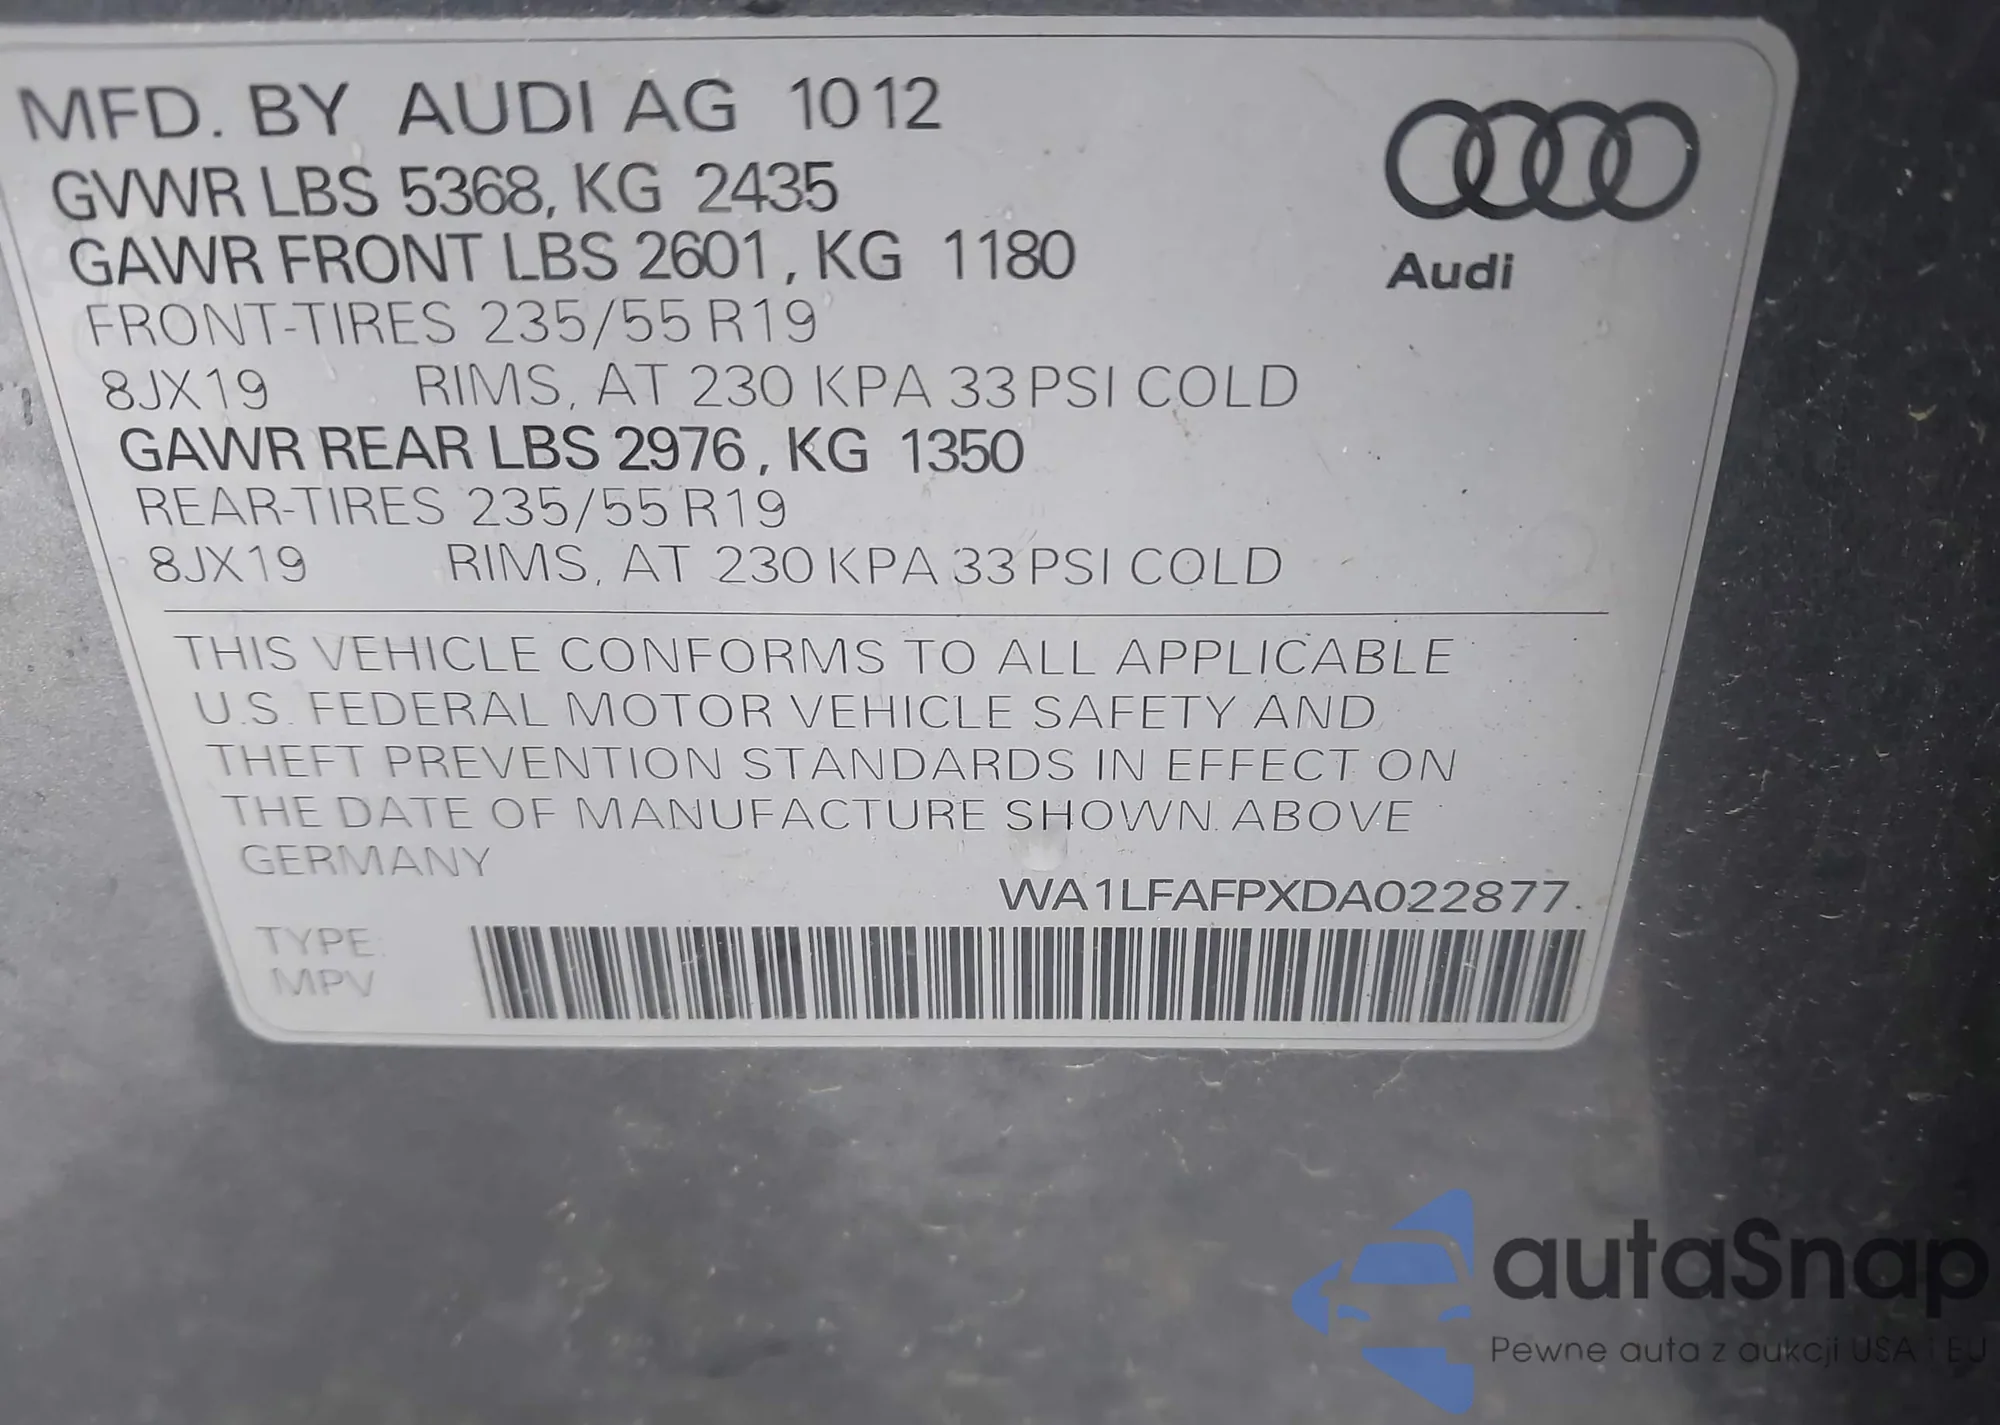 MFD. BY AUDI AG 1012
GVWR LBS 5368, KG 2435
GAWR FRONT LBS 2601, KG 1180
FRONT-TIRES 235/55 R19
8JX19 RIMS, AT 230 KPA 33 PSI COLD
GAWR REAR LBS 2976, KG 1350
REAR-TIRES 235/55 R19
8JX19 RIMS, AT 230 KPA 33 PSI COLD
Audi
THIS VEHICLE CONFORMS TO ALL APPLICABLE
U.S. FEDERAL MOTOR VEHICLE SAFETY AND
THEFT PREVENTION STANDARDS IN EFFECT ON
THE DATE OF MANUFACTURE SHOWN ABOVE
GERMANY
WA1LFAFPXDA022877.
TYPE:
MPV
autaSnap
Pewne auta z aukcji USA i EU